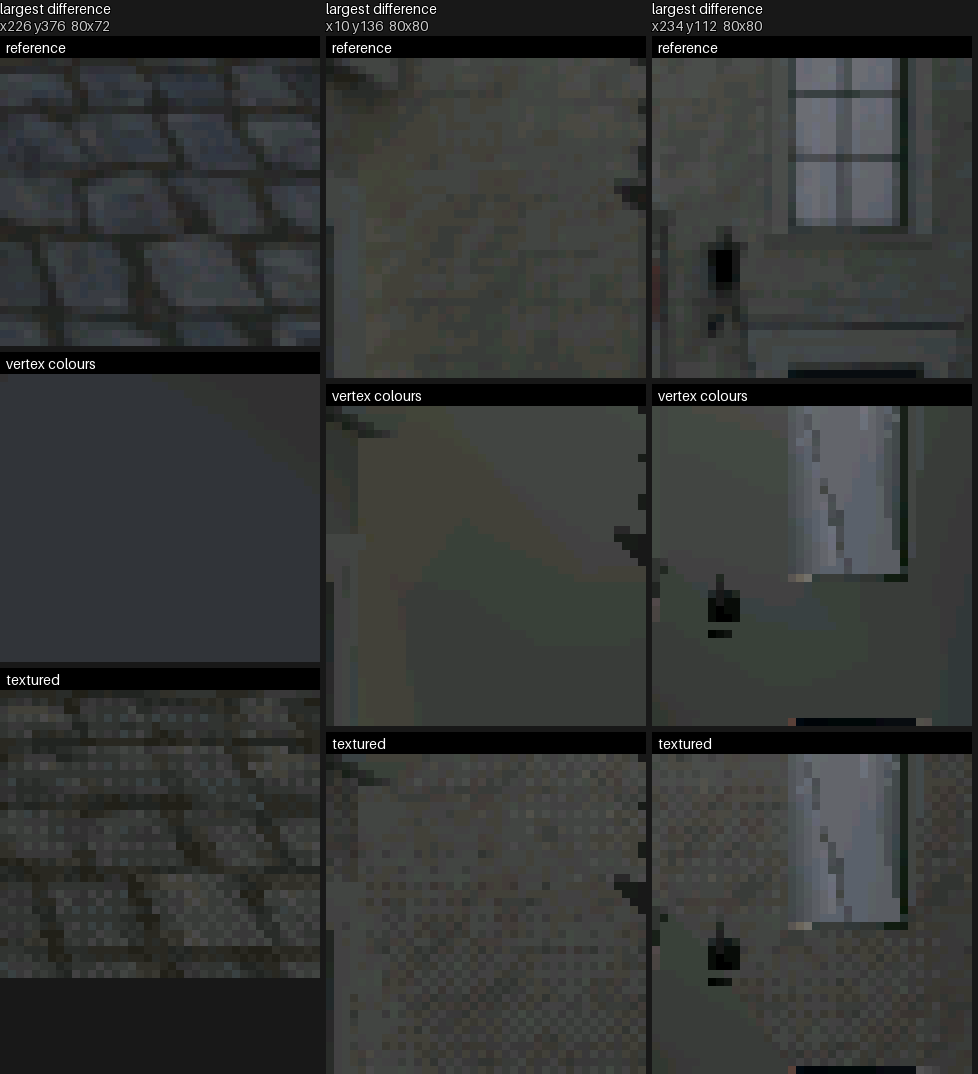 largest difference
x226 y376 80x72
reference
vertex colours
textured
largest difference
x10 y136 80x80
reference
vertex colours
textured
largest difference
x234 y112 80x80
reference
vertex colours
textured